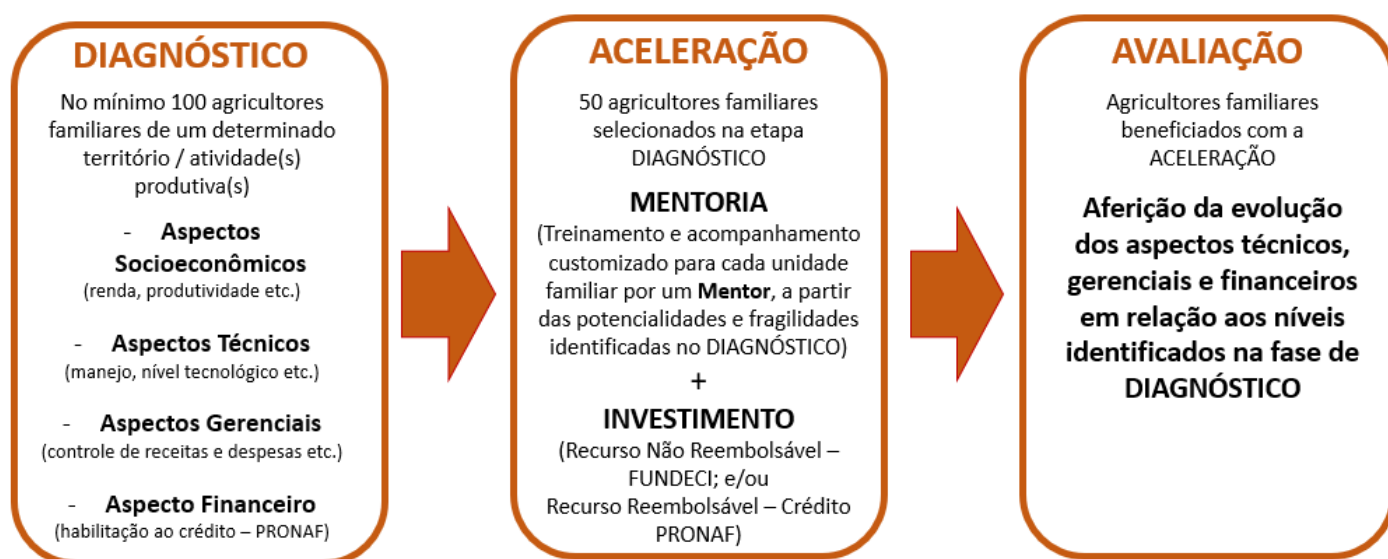 DIAGNÓSTICO
No mínimo 100 agricultores
familiares de um determinado
território / atividade(s)
produtiva(s)
- Aspectos
Socioeconômicos
(renda, produtividade etc.)
- Aspectos Técnicos
(manejo, nível tecnológico etc.)
- Aspectos Gerenciais
(controle de receitas e despesas etc.)
- Aspecto Financeiro
(habilitação ao crédito – PRONAF)
ACELERAÇÃO
50 agricultores familiares
selecionados na etapa
DIAGNÓSTICO
MENTORIA
(Treinamento e acompanhamento
customizado para cada unidade
familiar por um Mentor, a partir
das potencialidades e fragilidades
identificadas no DIAGNÓSTICO)
+
INVESTIMENTO
(Recurso Não Reembolsável –
FUNDECI; e/ou
Recurso Reembolsável – Crédito
PRONAF)
AVALIAÇÃO
Agricultores familiares
beneficiados com a
ACELERAÇÃO
Aferição da evolução
dos aspectos técnicos,
gerenciais e financeiros
em relação aos níveis
identificados na fase de
DIAGNÓSTICO